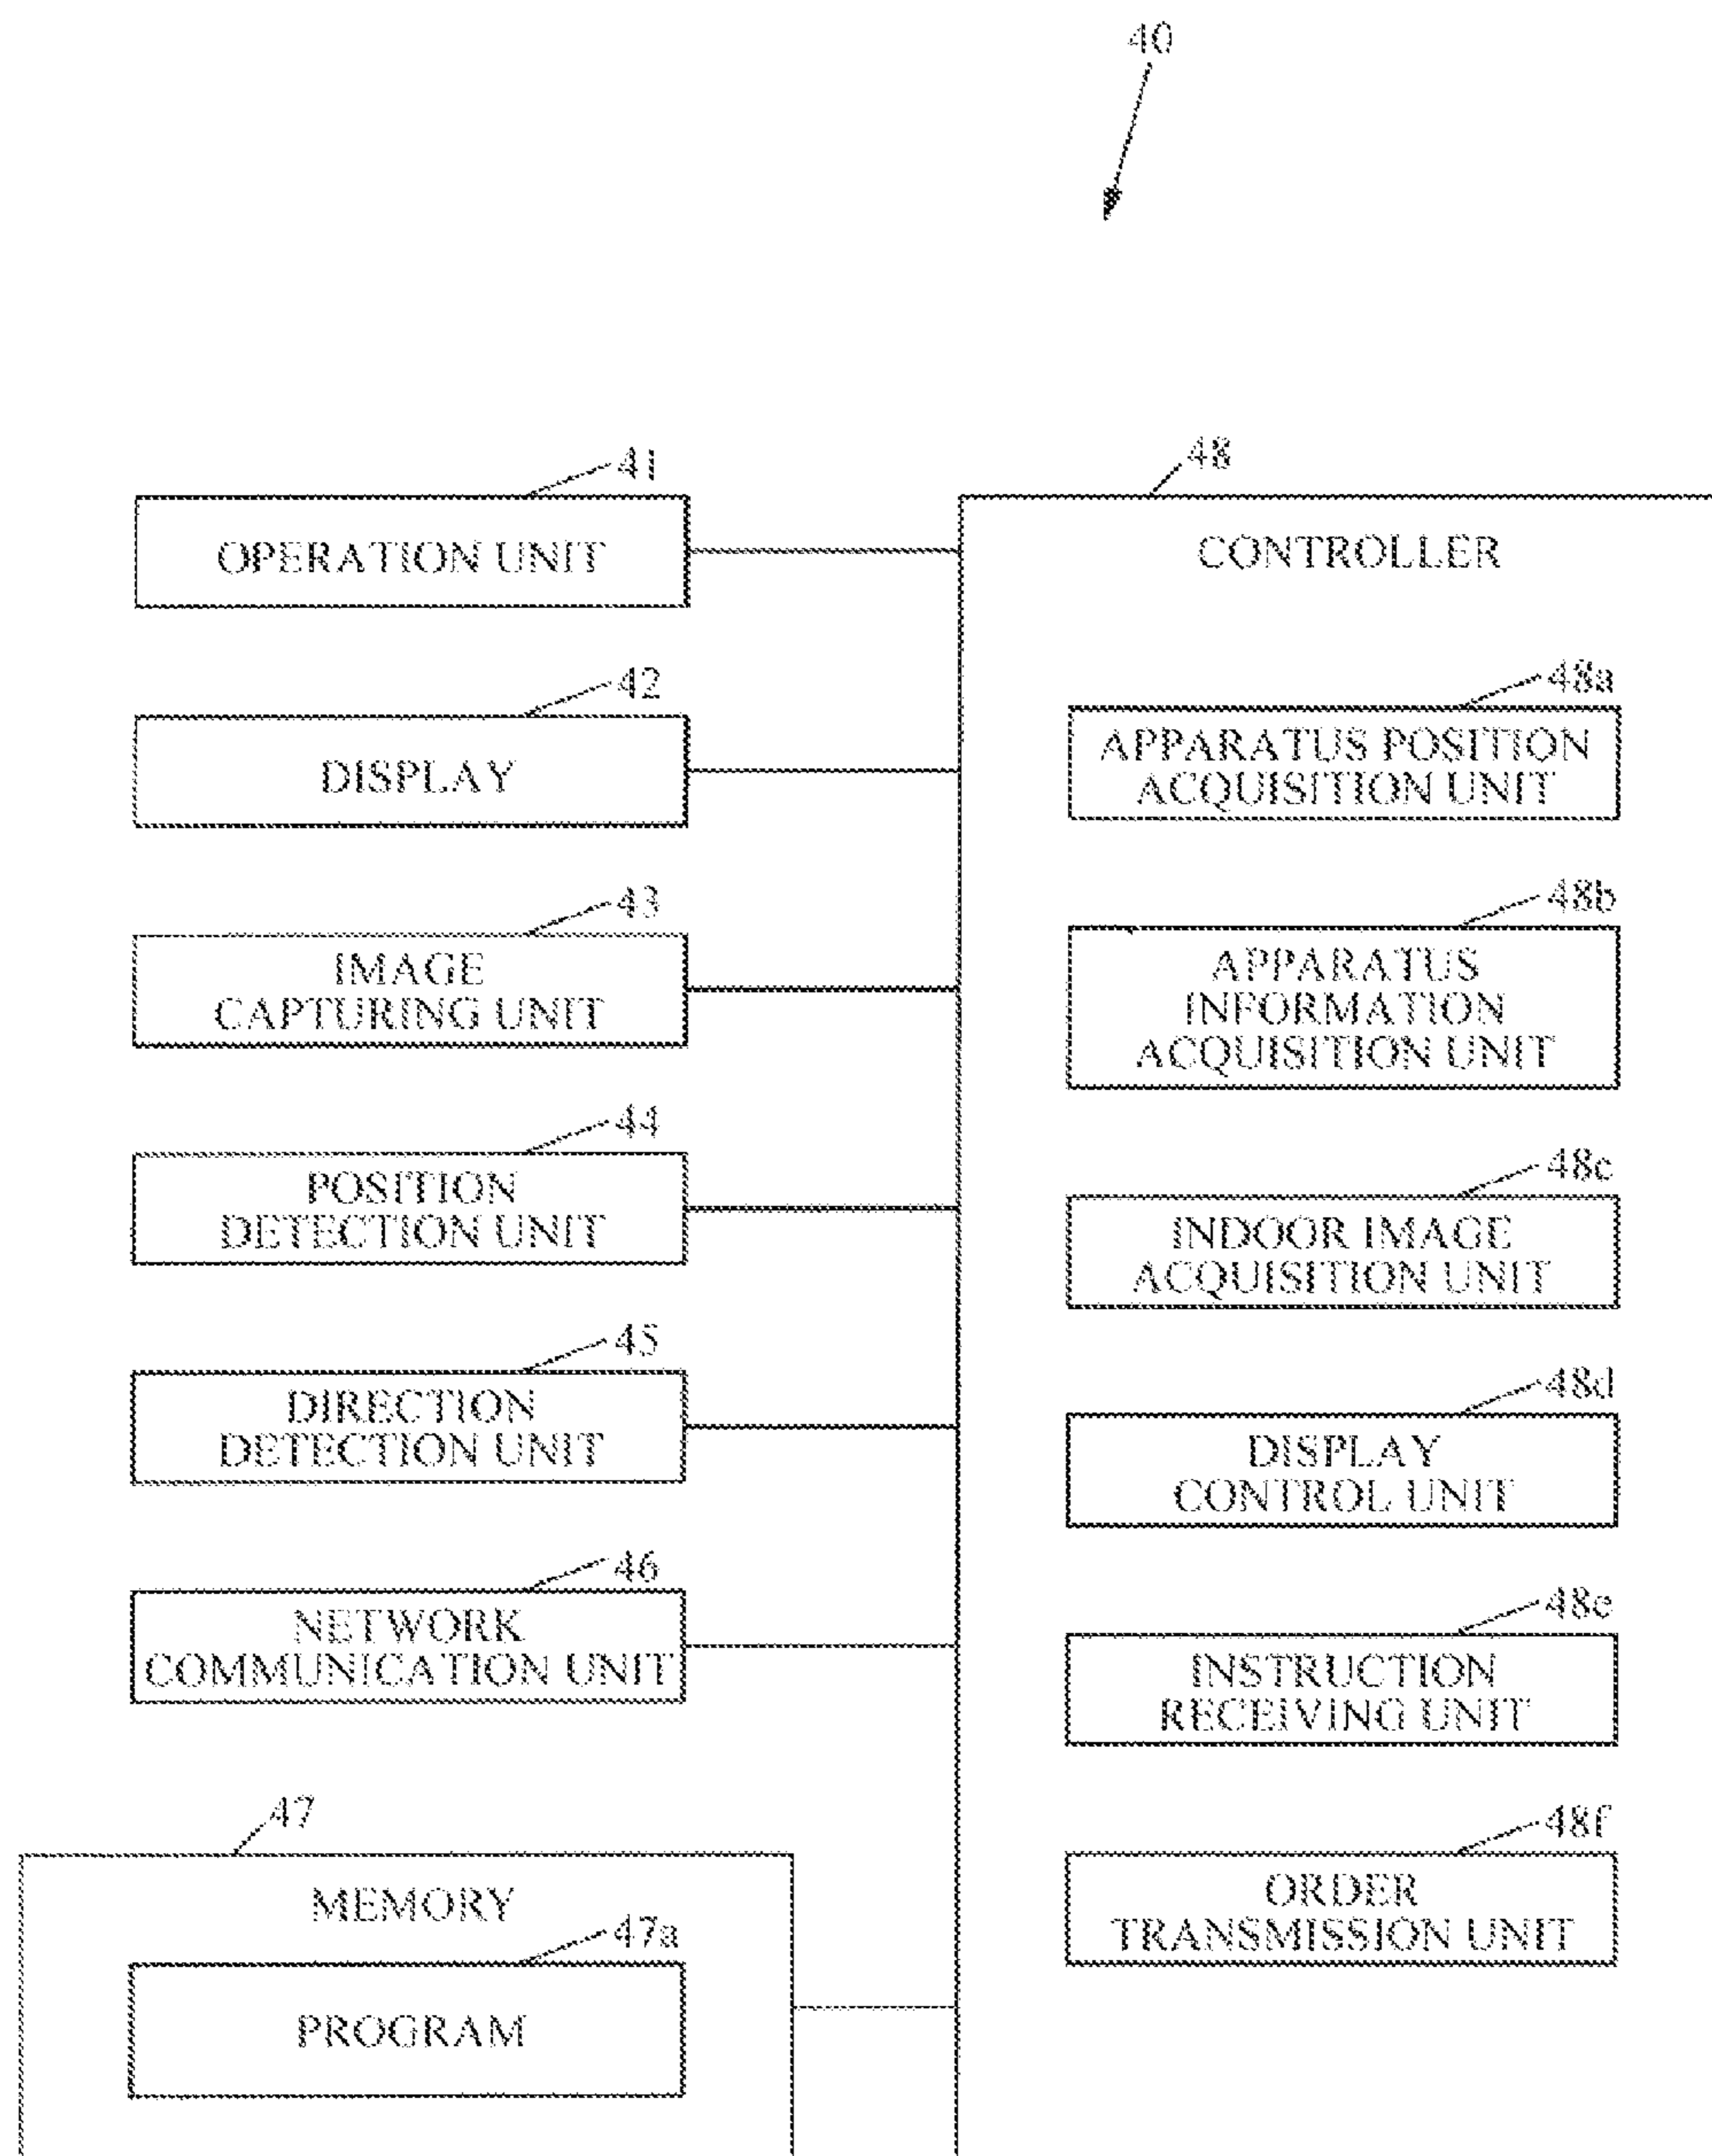 40
41
OPERATION UNIT
42
DISPLAY
43
IMAGE
CAPTURING UNIT
44
POSITION
DETECTION UNIT
45
DIRECTION
DETECTION UNIT
46
NETWORK
COMMUNICATION UNIT
47
MEMORY
47a
PROGRAM
48
CONTROLLER
48a
APPARATUS POSITION
ACQUISITION UNIT
48b
APPARATUS
INFORMATION
ACQUISITION UNIT
48c
INDOOR IMAGE
ACQUISITION UNIT
48d
DISPLAY
CONTROL UNIT
48e
INSTRUCTION
RECEIVING UNIT
48f
ORDER
TRANSMISSION UNIT